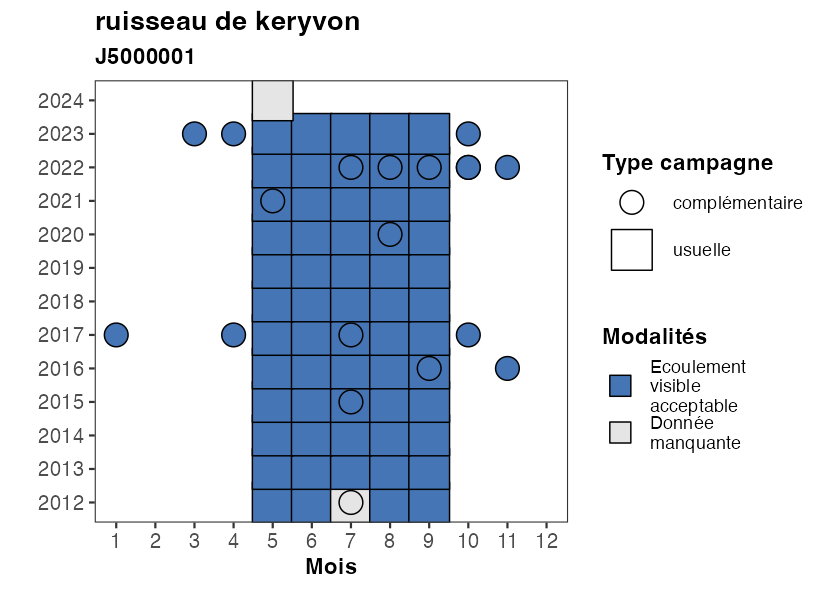 ruisseau de keryvon
J5000001
2024
2023
2022
2021
2020
2019
2018
2017
2016
2015
2014
2013
2012
1 2 3 4 5 6 7 8 9 10 11 12
Mois
Type campagne
complémentaire
usuelle
Modalités
Ecoulement
visible
acceptable
Donnée
manquante